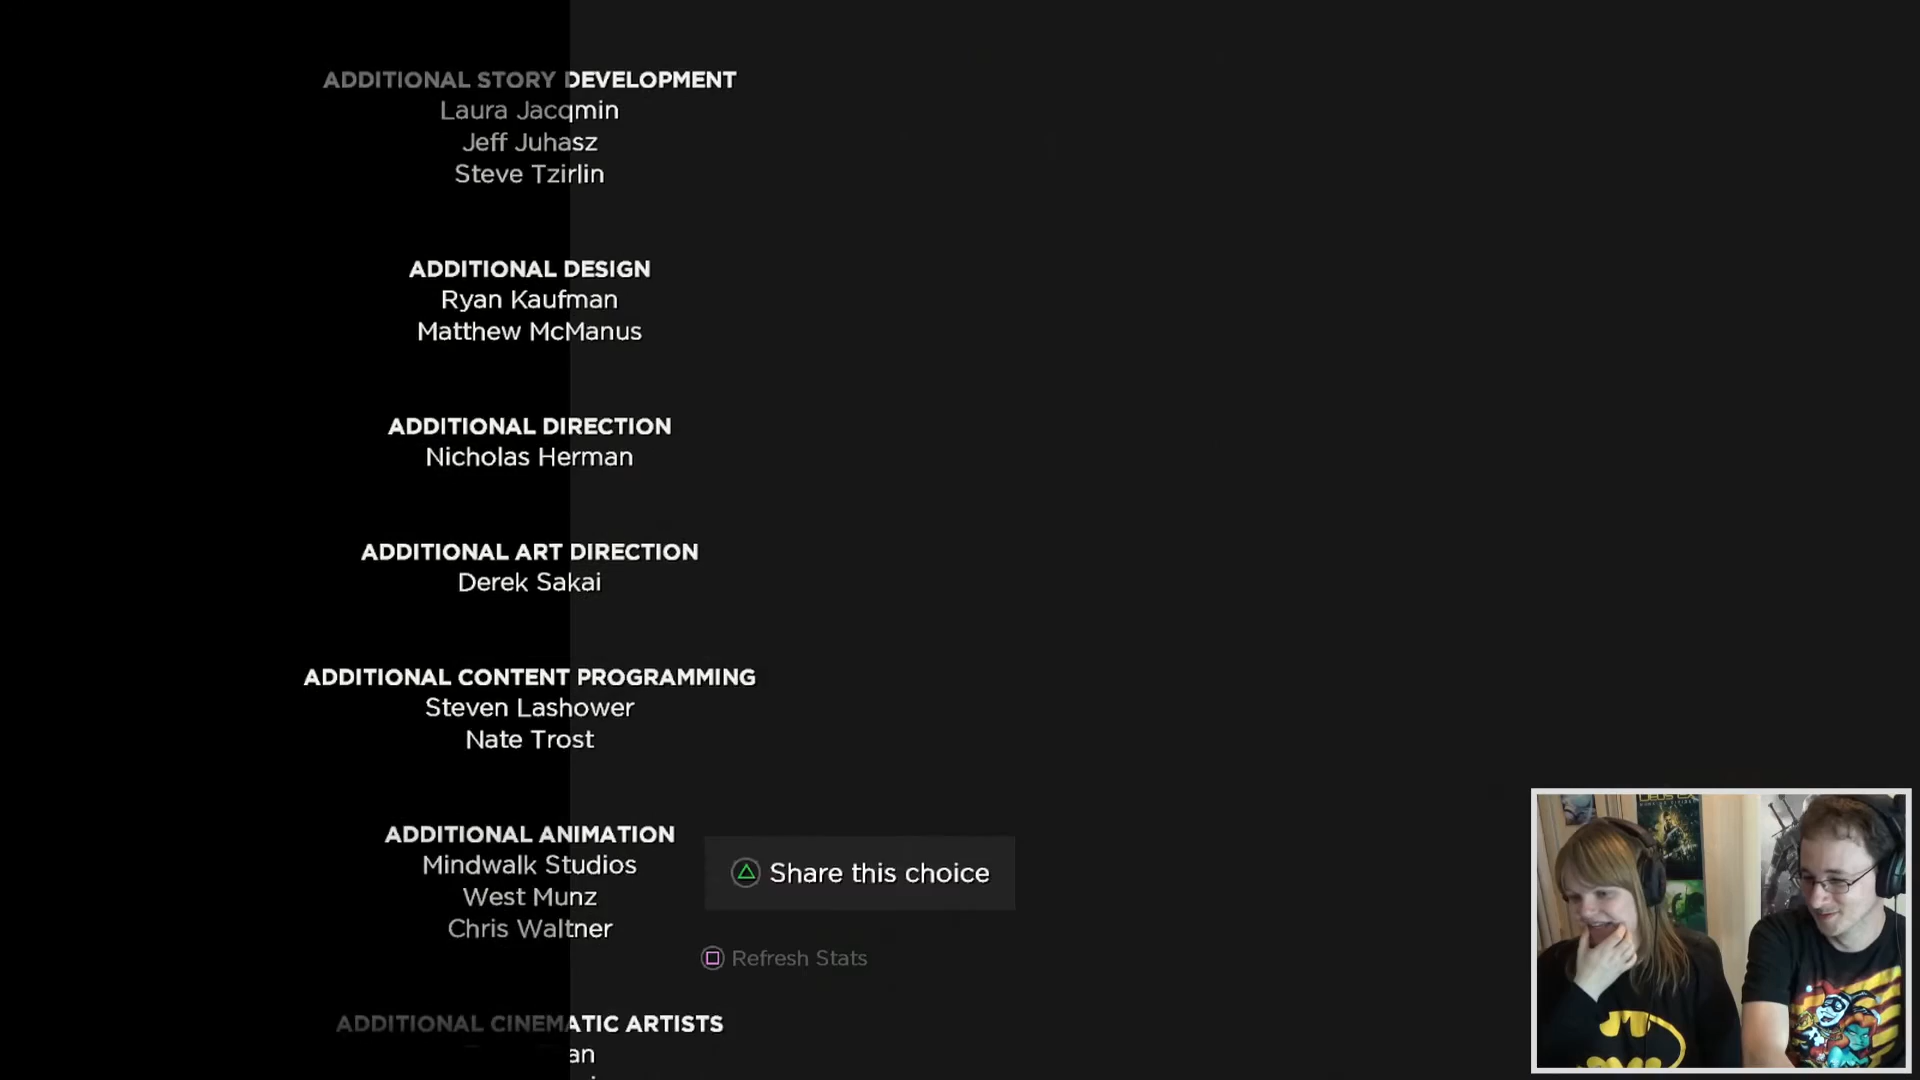 ADDITIONAL STORY DEVELOPMENT
Laura Jacqmin
Jeff Juhasz
Steve Tzirlin
ADDITIONAL DESIGN
Ryan Kaufman
Matthew McManus
ADDITIONAL DIRECTION
Nicholas Herman
ADDITIONAL ART DIRECTION
Derek Sakai
ADDITIONAL CONTENT PROGRAMMING
Steven Lashower
Nate Trost
ADDITIONAL ANIMATION
Mindwalk Studios
West Munz
Chris Waltner
Share this choice
Refresh Stats
ADDITIONAL CINEMATIC ARTISTS